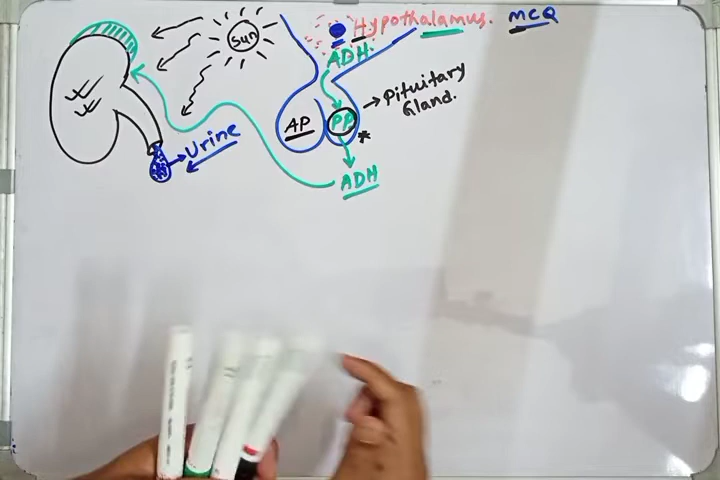 Sun
Hypothalamus.
MCQ
ADH.
AP
PP
*
Pituitary
Gland.
Urine
ADH